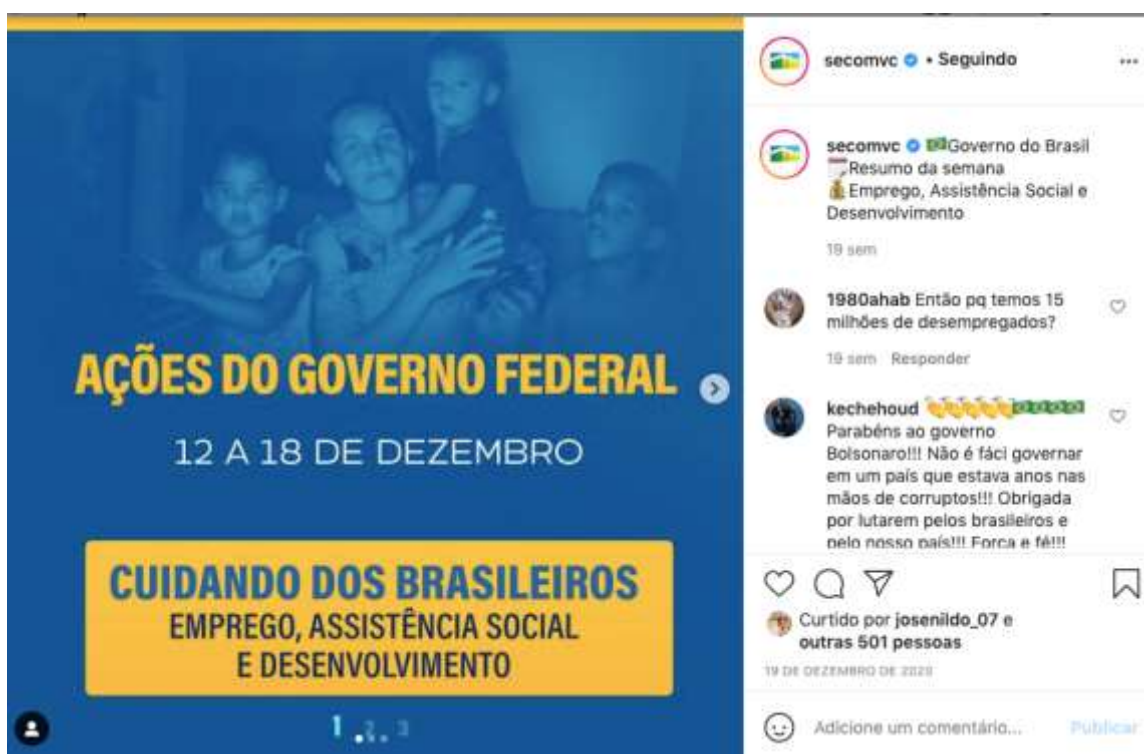 AÇÕES DO GOVERNO FEDERAL
12 A 18 DE DEZEMBRO
CUIDANDO DOS BRASILEIROS
EMPREGO, ASSISTÊNCIA SOCIAL
E DESENVOLVIMENTO
1 2 3
secomvc • Seguindo
secomvc Governo do Brasil
Resumo da semana
Emprego, Assistência Social e
Desenvolvimento
19 sem
1980ahab Então pq temos 15
milhões de desempregados?
19 sem Responder
kechehoud
Parabéns ao governo
Bolsonaro!!! Não é fáci governar
em um país que estava anos nas
mãos de corruptos!!! Obrigada
por lutarem pelos brasileiros e
pelo nosso país!!! Força e fé!!!
Curtido por josenildo_07 e
outras 501 pessoas
19 DE DEZEMBRO DE 2020
Adicione um comentário... Publicar